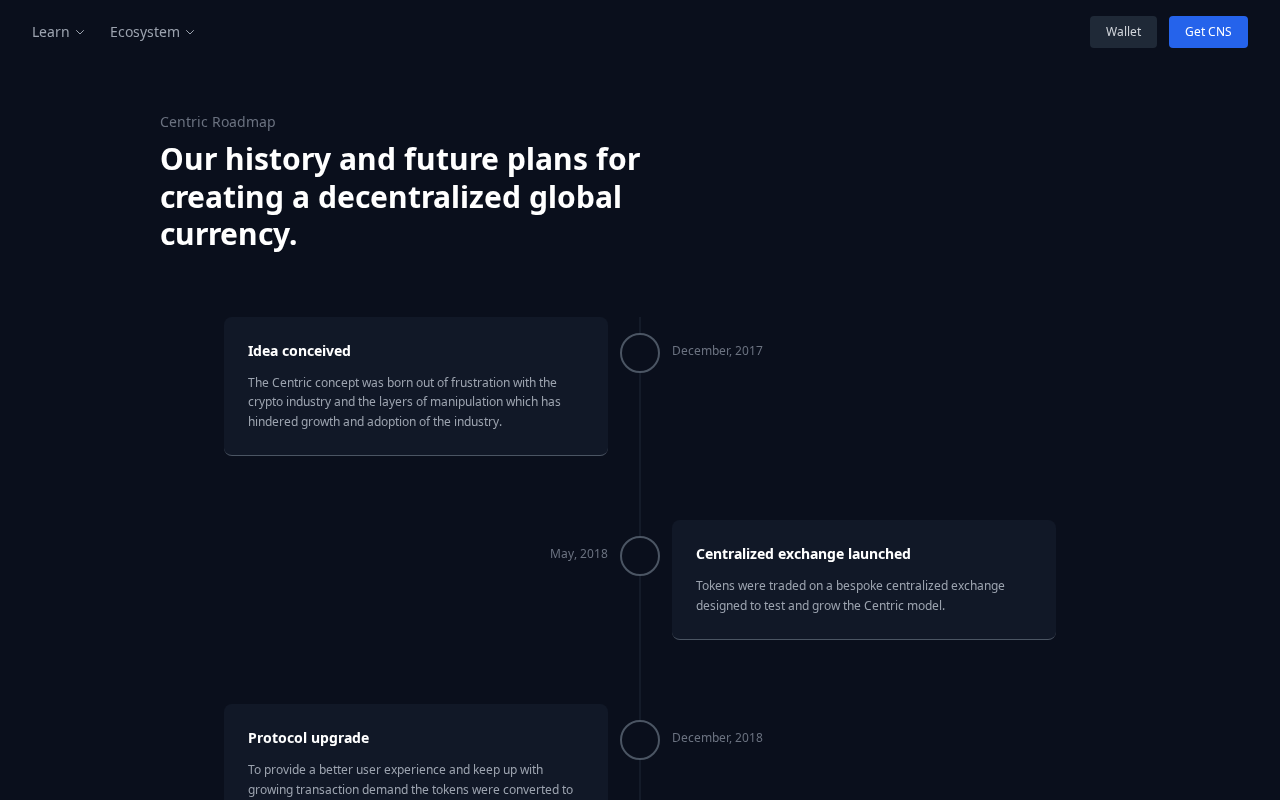 Learn
Ecosystem
Wallet
Get CNS
Centric Roadmap
Our history and future plans for
creating a decentralized global
currency.
Idea conceived
December, 2017
The Centric concept was born out of frustration with the
crypto industry and the layers of manipulation which has
hindered growth and adoption of the industry.
May, 2018
Centralized exchange launched
Tokens were traded on a bespoke centralized exchange
designed to test and grow the Centric model.
Protocol upgrade
December, 2018
To provide a better user experience and keep up with
growing transaction demand the tokens were converted to